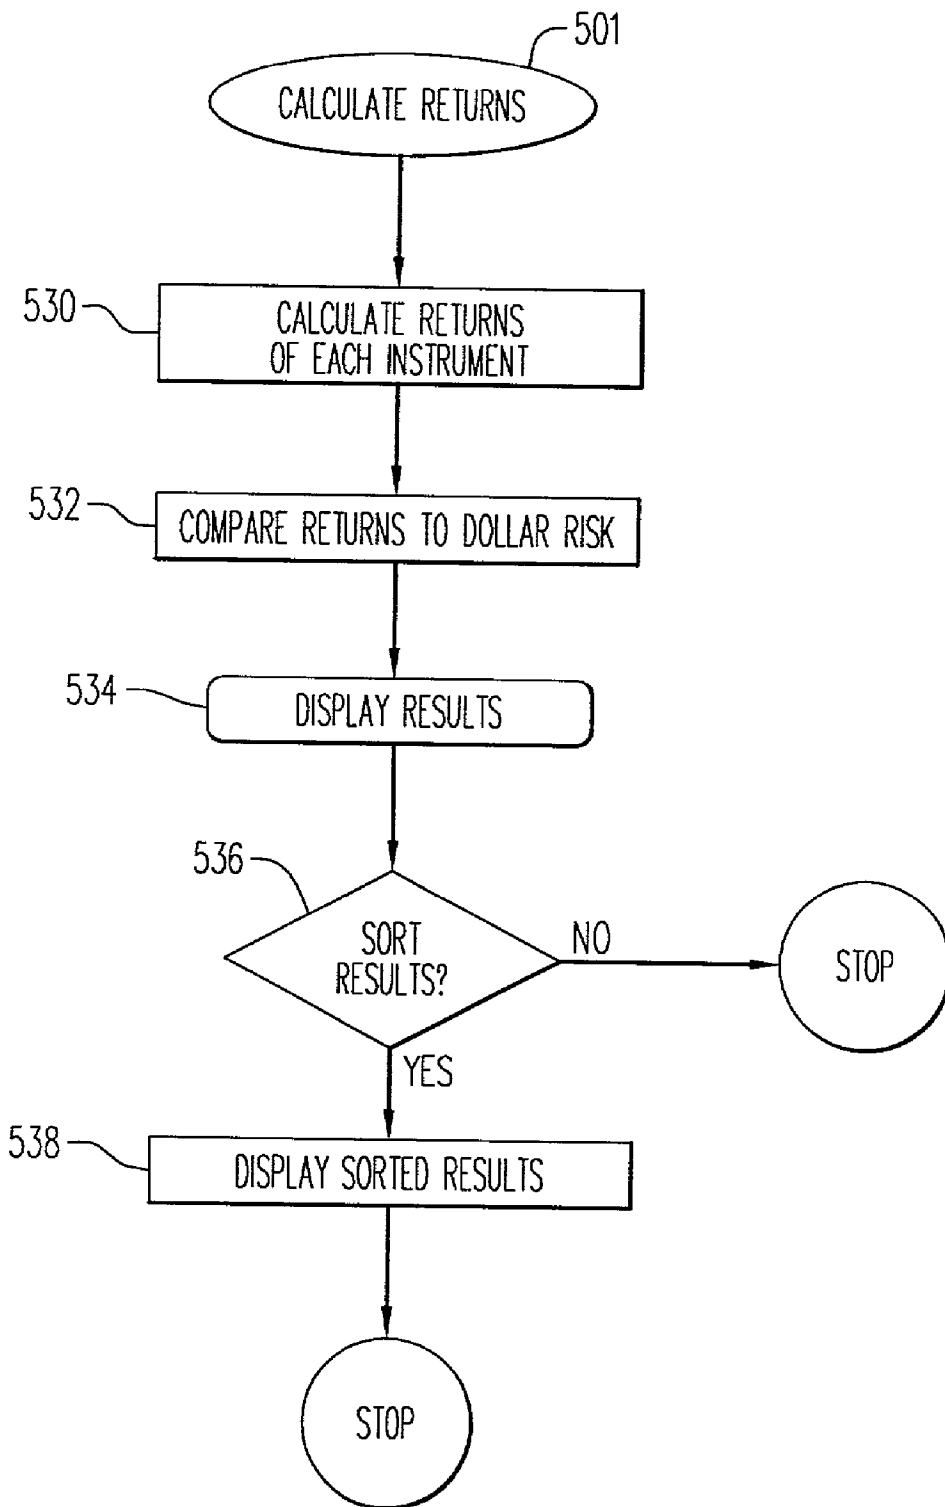 501
CALCULATE RETURNS
530
CALCULATE RETURNS
OF EACH INSTRUMENT
532
COMPARE RETURNS TO DOLLAR RISK
534
DISPLAY RESULTS
536
SORT
RESULTS?
NO
STOP
YES
538
DISPLAY SORTED RESULTS
STOP